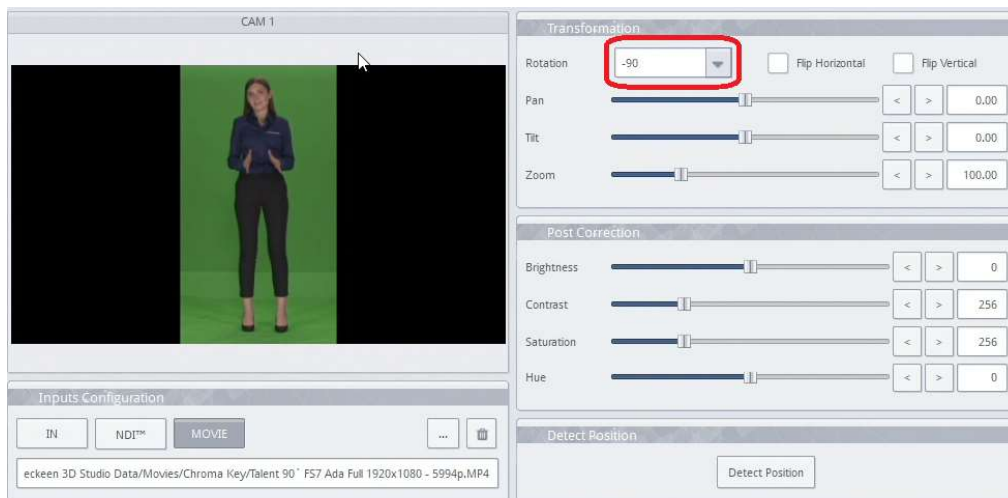 CAM 1
Transformation
Rotation -90 Flip Horizontal Flip Vertical
Pan < > 0.00
Tilt < > 0.00
Zoom < > 100.00
Post Correction
Brightness < > 0
Contrast < > 256
Saturation < > 256
Hue < > 0
Inputs Configuration
IN NDI™ MOVIE ...
eckeen 3D Studio Data/Movies/Chroma Key/Talent 90˚ FS7 Ada Full 1920x1080 - 5994p.MP4
Detect Position
Detect Position